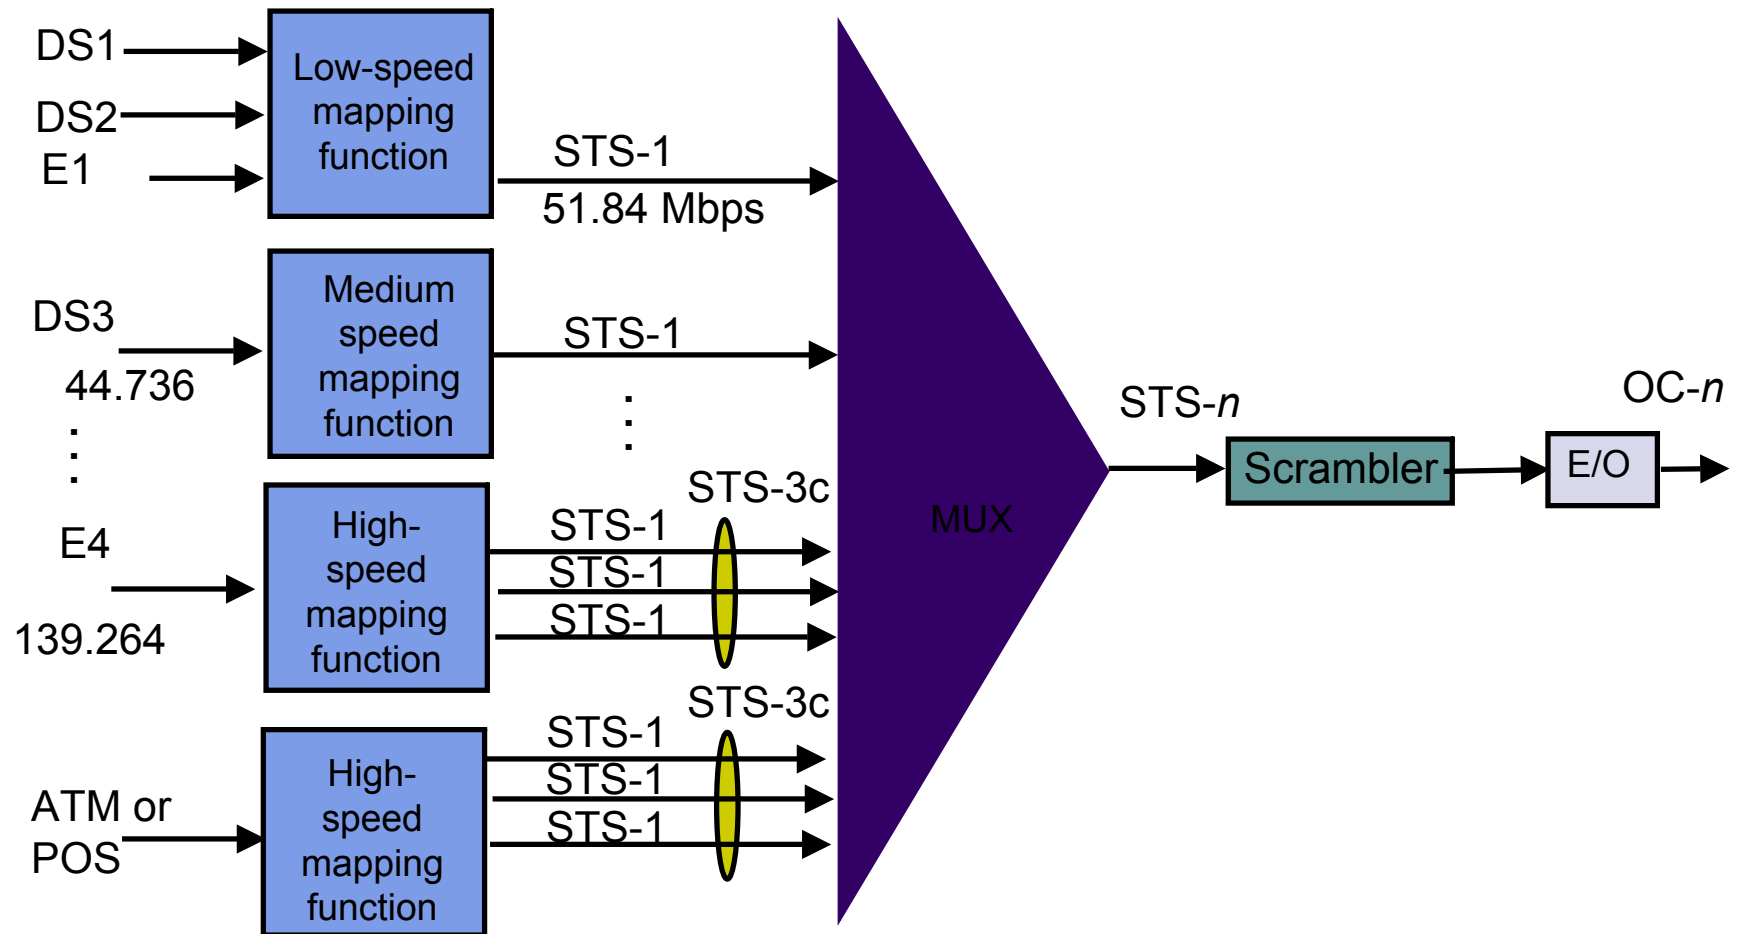 DS1
DS2
E1
Low-speed
mapping
function
STS-1
51.84 Mbps
DS3
44.736
Medium
speed
mapping
function
STS-1
E4
139.264
High-
speed
mapping
function
STS-1
STS-1
STS-1
STS-3c
ATM or
POS
High-
speed
mapping
function
STS-1
STS-1
STS-1
STS-3c
MUX
STS-n
Scrambler
E/O
OC-n